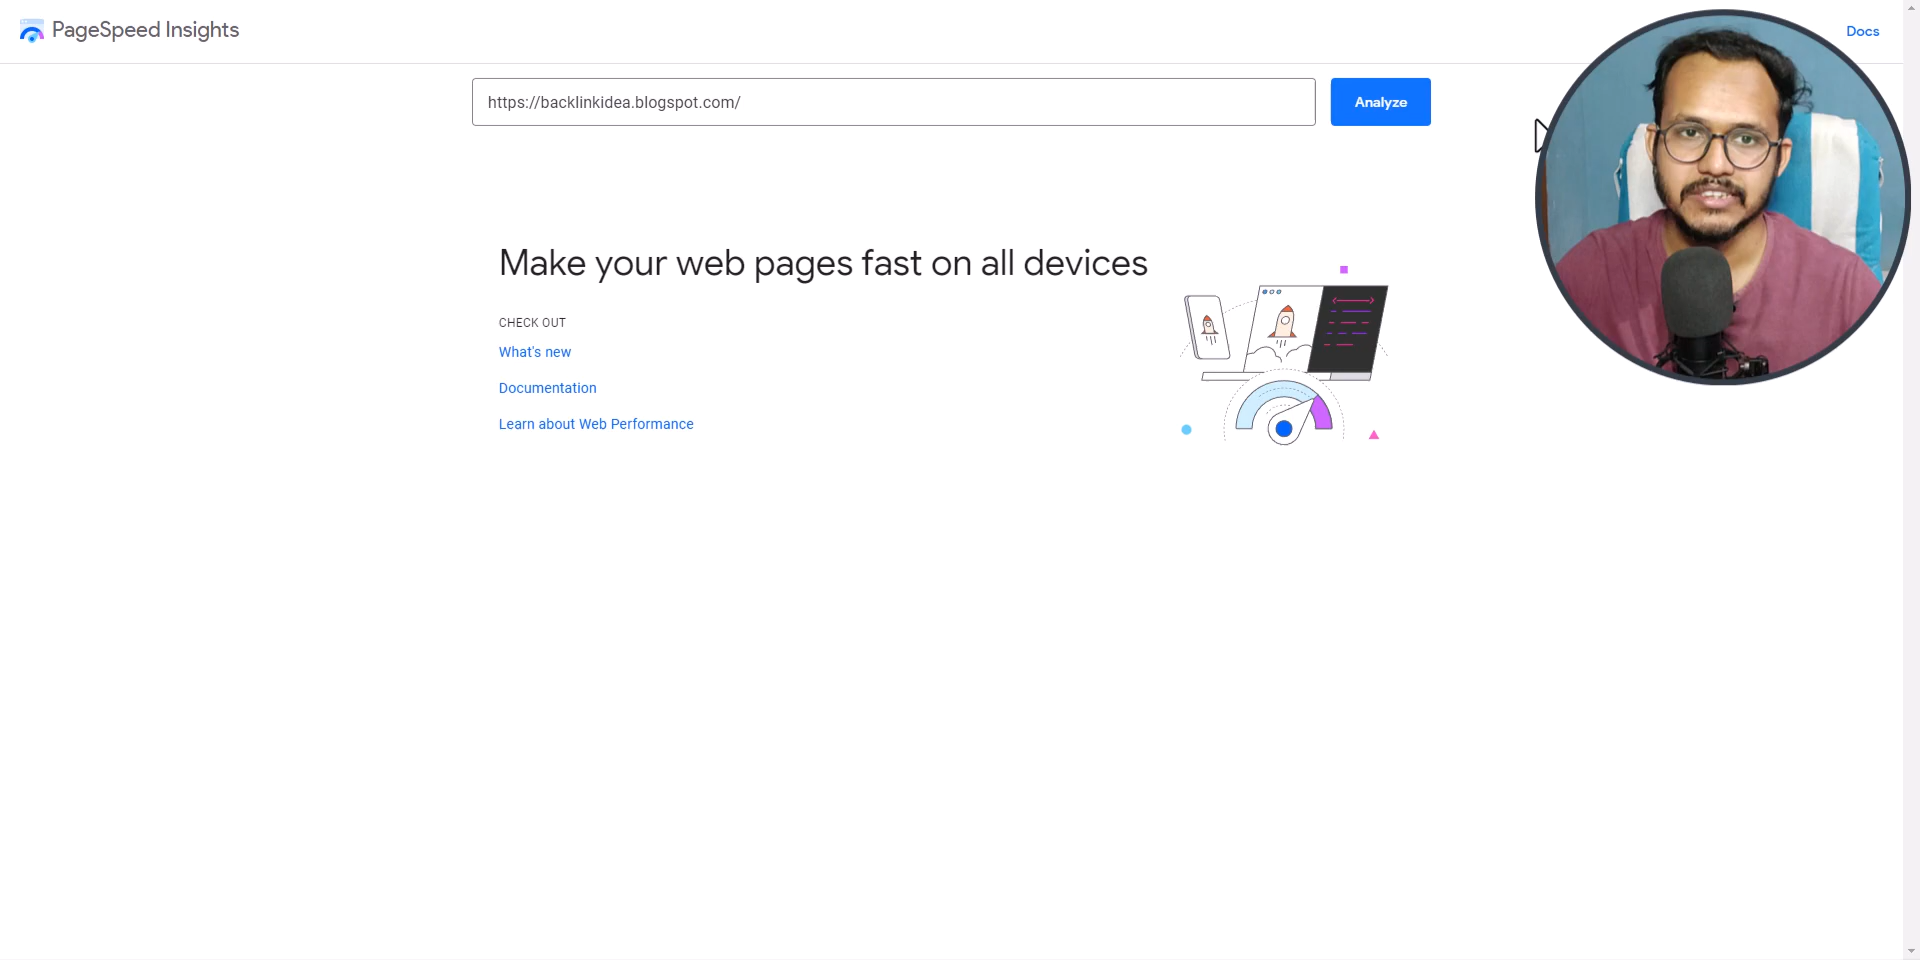 PageSpeed Insights
Docs
https://backlinkidea.blogspot.com/
Analyze
Make your web pages fast on all devices
CHECK OUT
What's new
Documentation
Learn about Web Performance